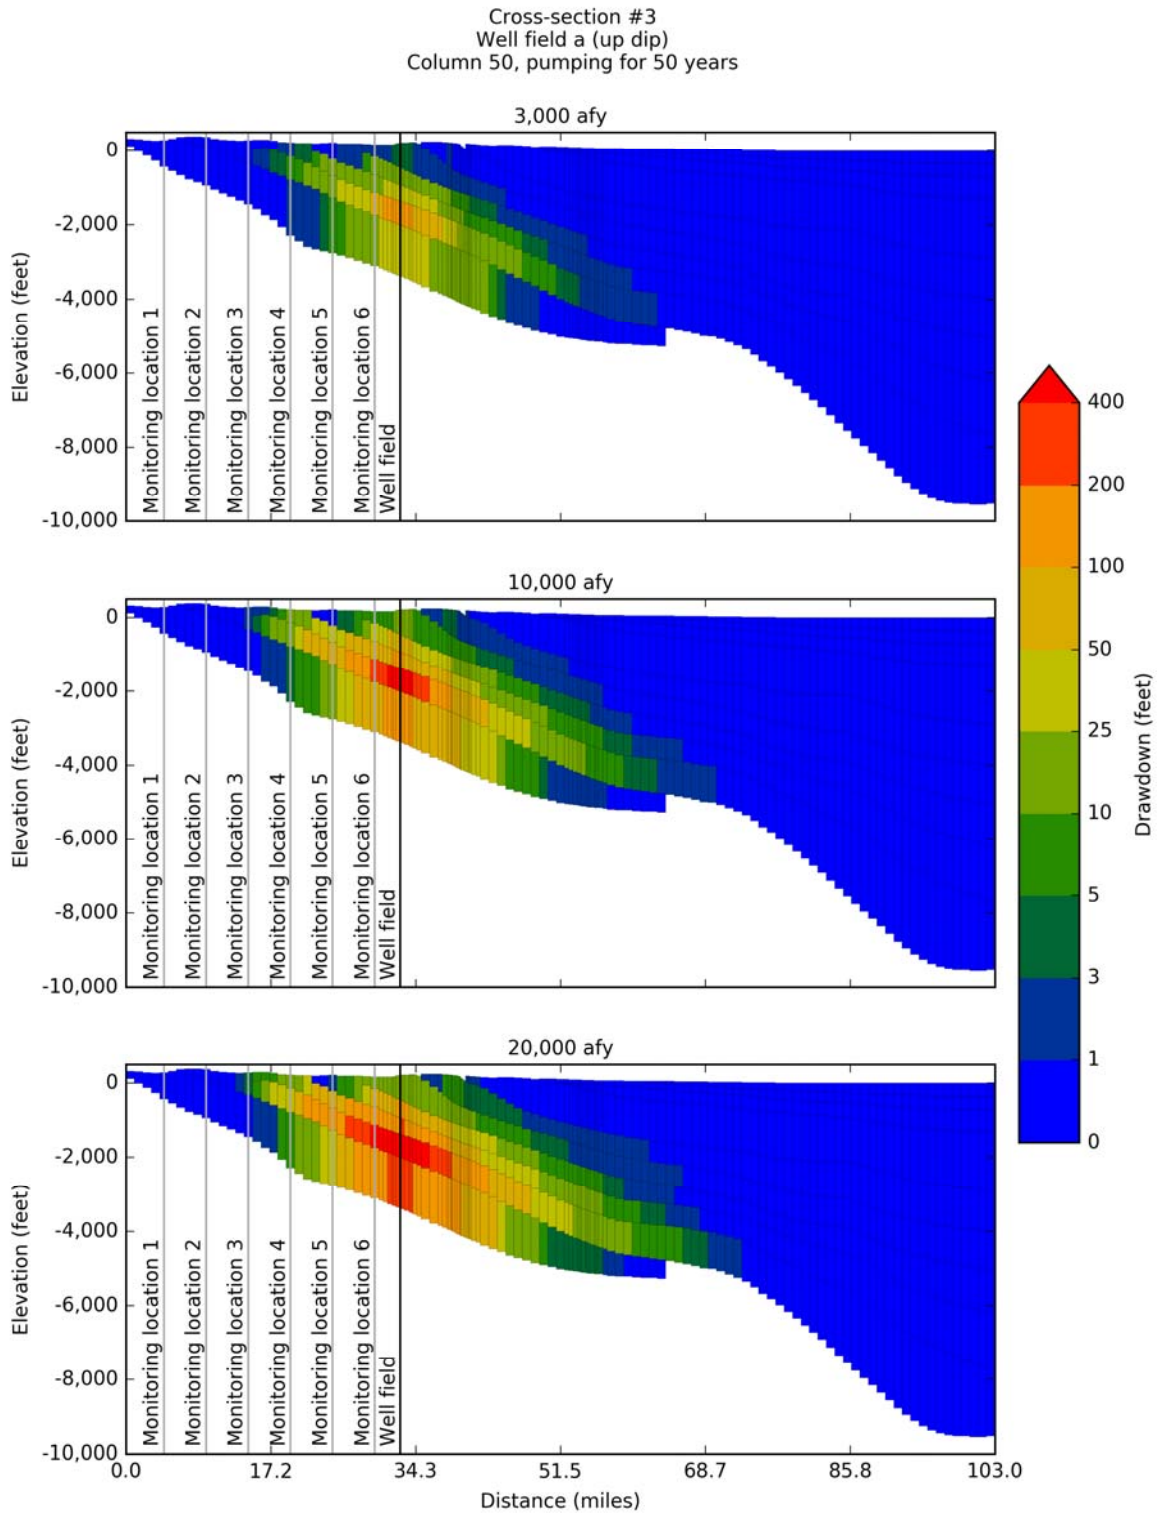 Cross-section #3
Well field a (up dip)
Column 50, pumping for 50 years
3,000 afy
0
-2,000
-4,000
-6,000
-8,000
-10,000
Elevation (feet)
Monitoring location 1
Monitoring location 2
Monitoring location 3
Monitoring location 4
Monitoring location 5
Monitoring location 6
Well field
10,000 afy
0
-2,000
-4,000
-6,000
-8,000
-10,000
Elevation (feet)
Monitoring location 1
Monitoring location 2
Monitoring location 3
Monitoring location 4
Monitoring location 5
Monitoring location 6
Well field
20,000 afy
0
-2,000
-4,000
-6,000
-8,000
-10,000
Elevation (feet)
Monitoring location 1
Monitoring location 2
Monitoring location 3
Monitoring location 4
Monitoring location 5
Monitoring location 6
Well field
0.0 17.2 34.3 51.5 68.7 85.8 103.0
Distance (miles)
400
200
100
50
25
10
5
3
1
0
Drawdown (feet)